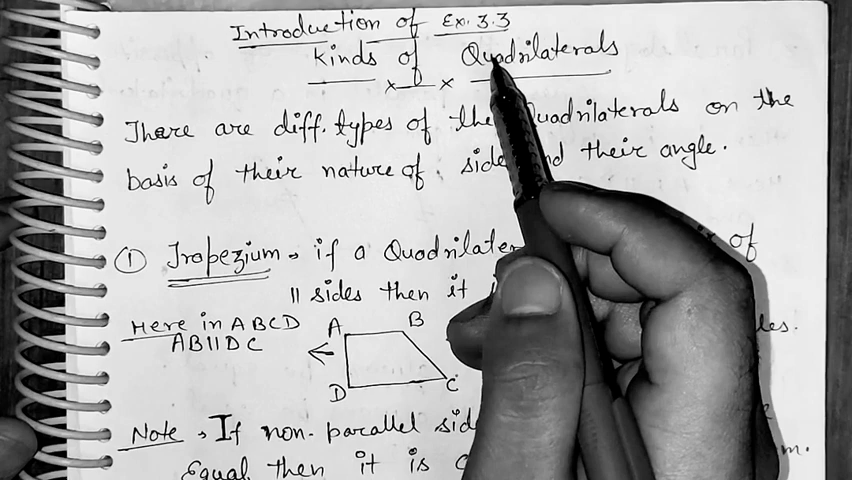 Introduction of Ex. 3.3
Kinds of Quadrilaterals
There are diff. types of the Quadrilaterals on the
basis of their nature of. side and their angle.
① Trapezium → if a Quadrilater of
|| sides then it
Here in ABCD
AB || DC
A B
D C
les.
Note → If non. parallel sid
Equal then it is
m.